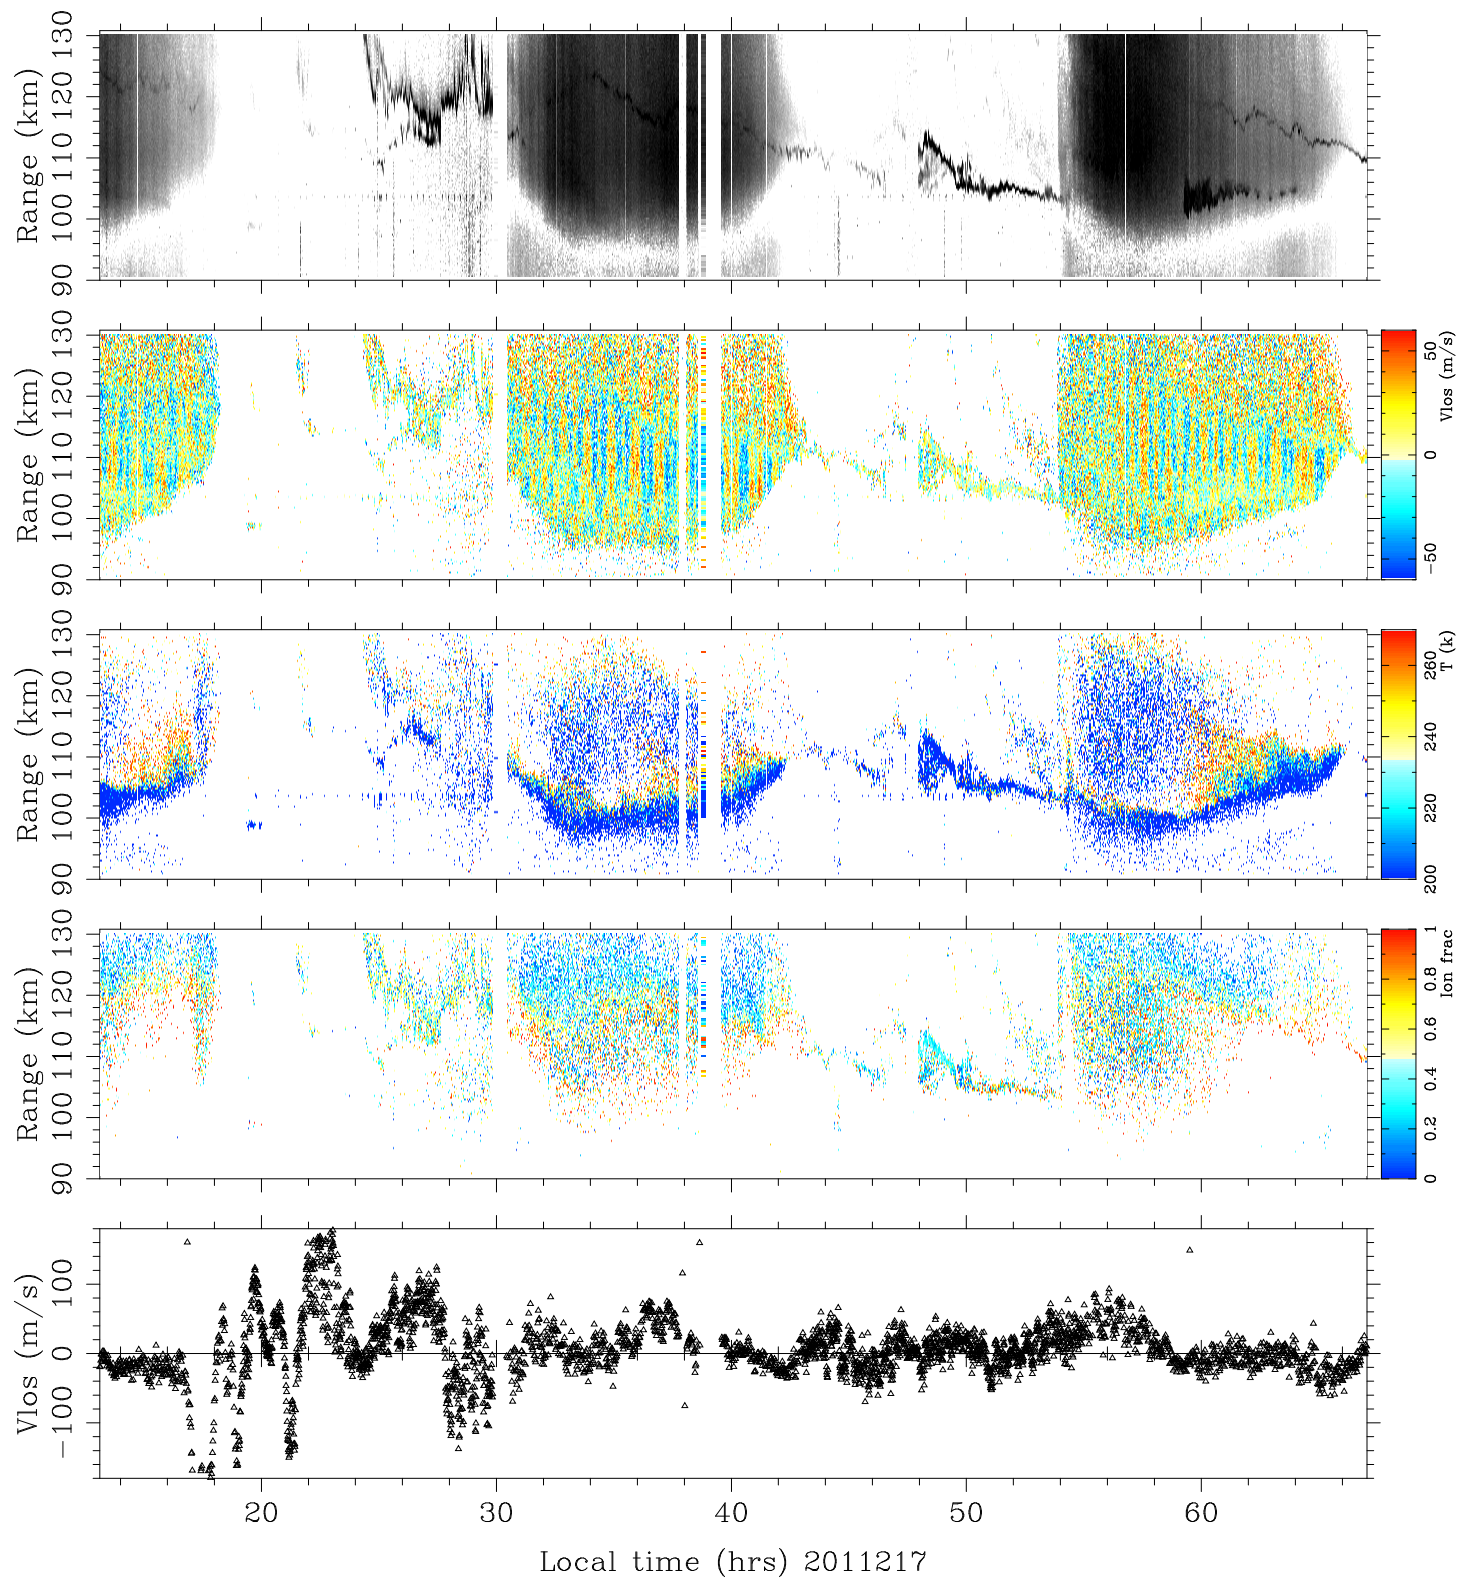 Range (km)
90 100 110 120 130
Range (km)
90 100 110 120 130
50
0
−50
Vlos (m/s)
Range (km)
90 100 110 120 130
260
240
220
200
T (k)
Range (km)
90 100 110 120 130
1
0.8
0.6
0.4
0.2
0
Ion frac
Vlos (m/s)
−100 0 100
20 30 40 50 60
Local time (hrs) 2011217